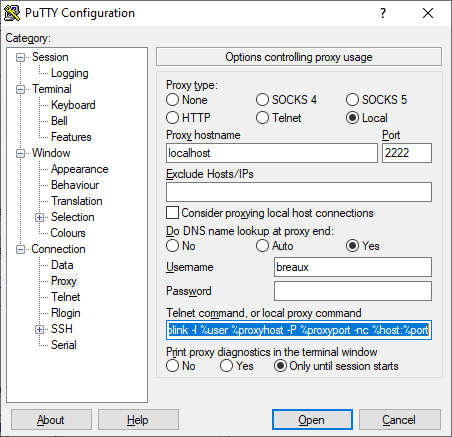 PuTTY Configuration
?
Category:
Session
Logging
Terminal
Keyboard
Bell
Features
Window
Appearance
Behaviour
Translation
Selection
Colours
Connection
Data
Proxy
Telnet
Rlogin
SSH
Serial
Options controlling proxy usage
Proxy type:
None SOCKS 4 SOCKS 5
HTTP Telnet Local
Proxy hostname Port
localhost 2222
Exclude Hosts/IPs
Consider proxying local host connections
Do DNS name lookup at proxy end:
No Auto Yes
Username breaux
Password
Telnet command, or local proxy command
plink -l %user %proxyhost -P %proxyport -nc %host:%port
Print proxy diagnostics in the terminal window
No Yes Only until session starts
About Help Open Cancel